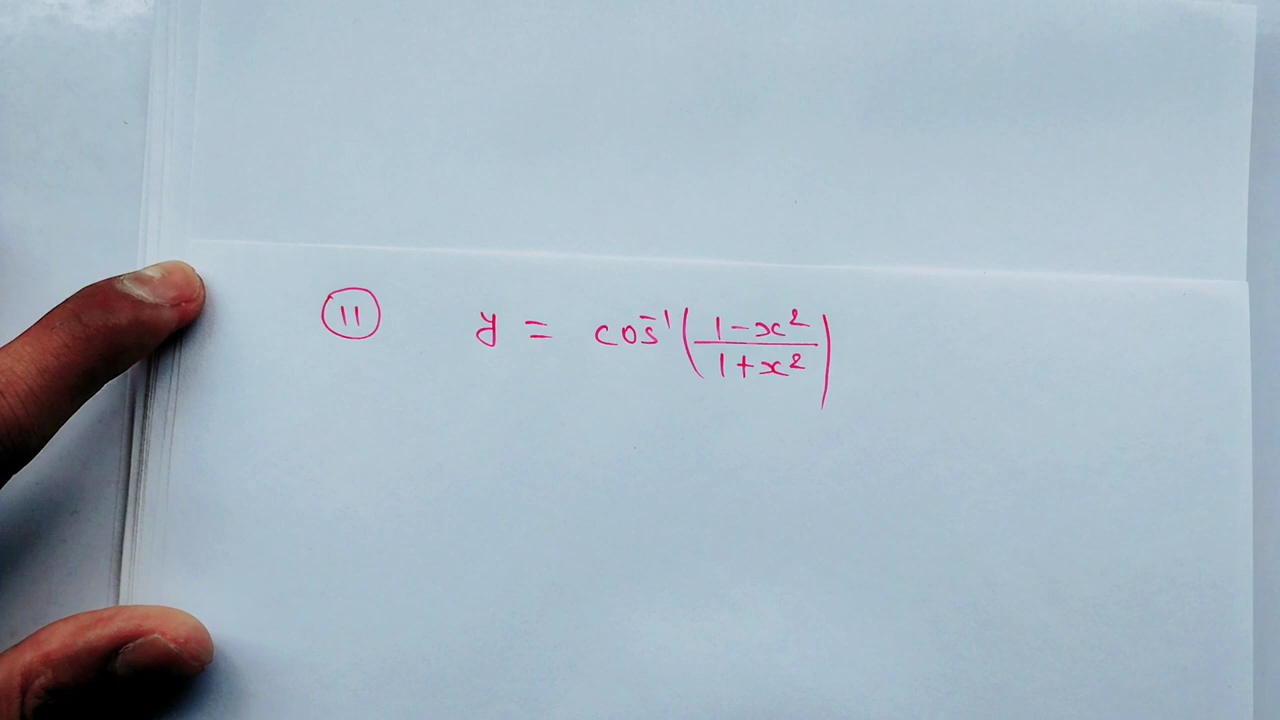 11 y = cos⁻¹(1-x²/1+x²)